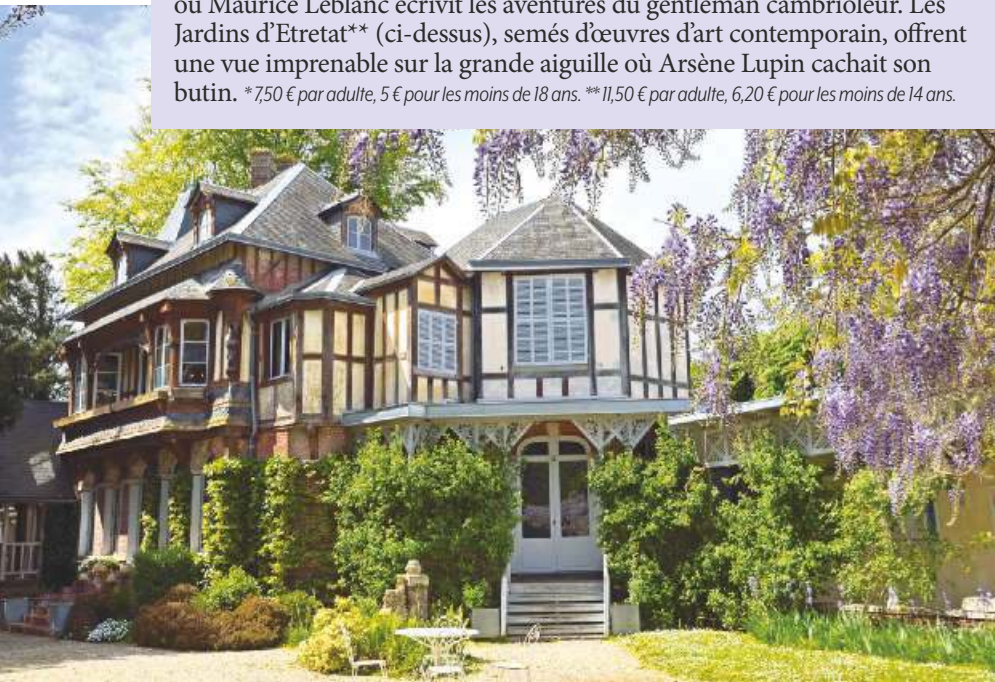 où Maurice Leblanc écrivit les aventures du gentleman cambrioleur. Les
Jardins d’Etretat** (ci-dessus), semés d’œuvres d’art contemporain, offrent
une vue imprenable sur la grande aiguille où Arsène Lupin cachait son
butin. * 7,50 € par adulte, 5 € pour les moins de 18 ans. ** 11,50 € par adulte, 6,20 € pour les moins de 14 ans.